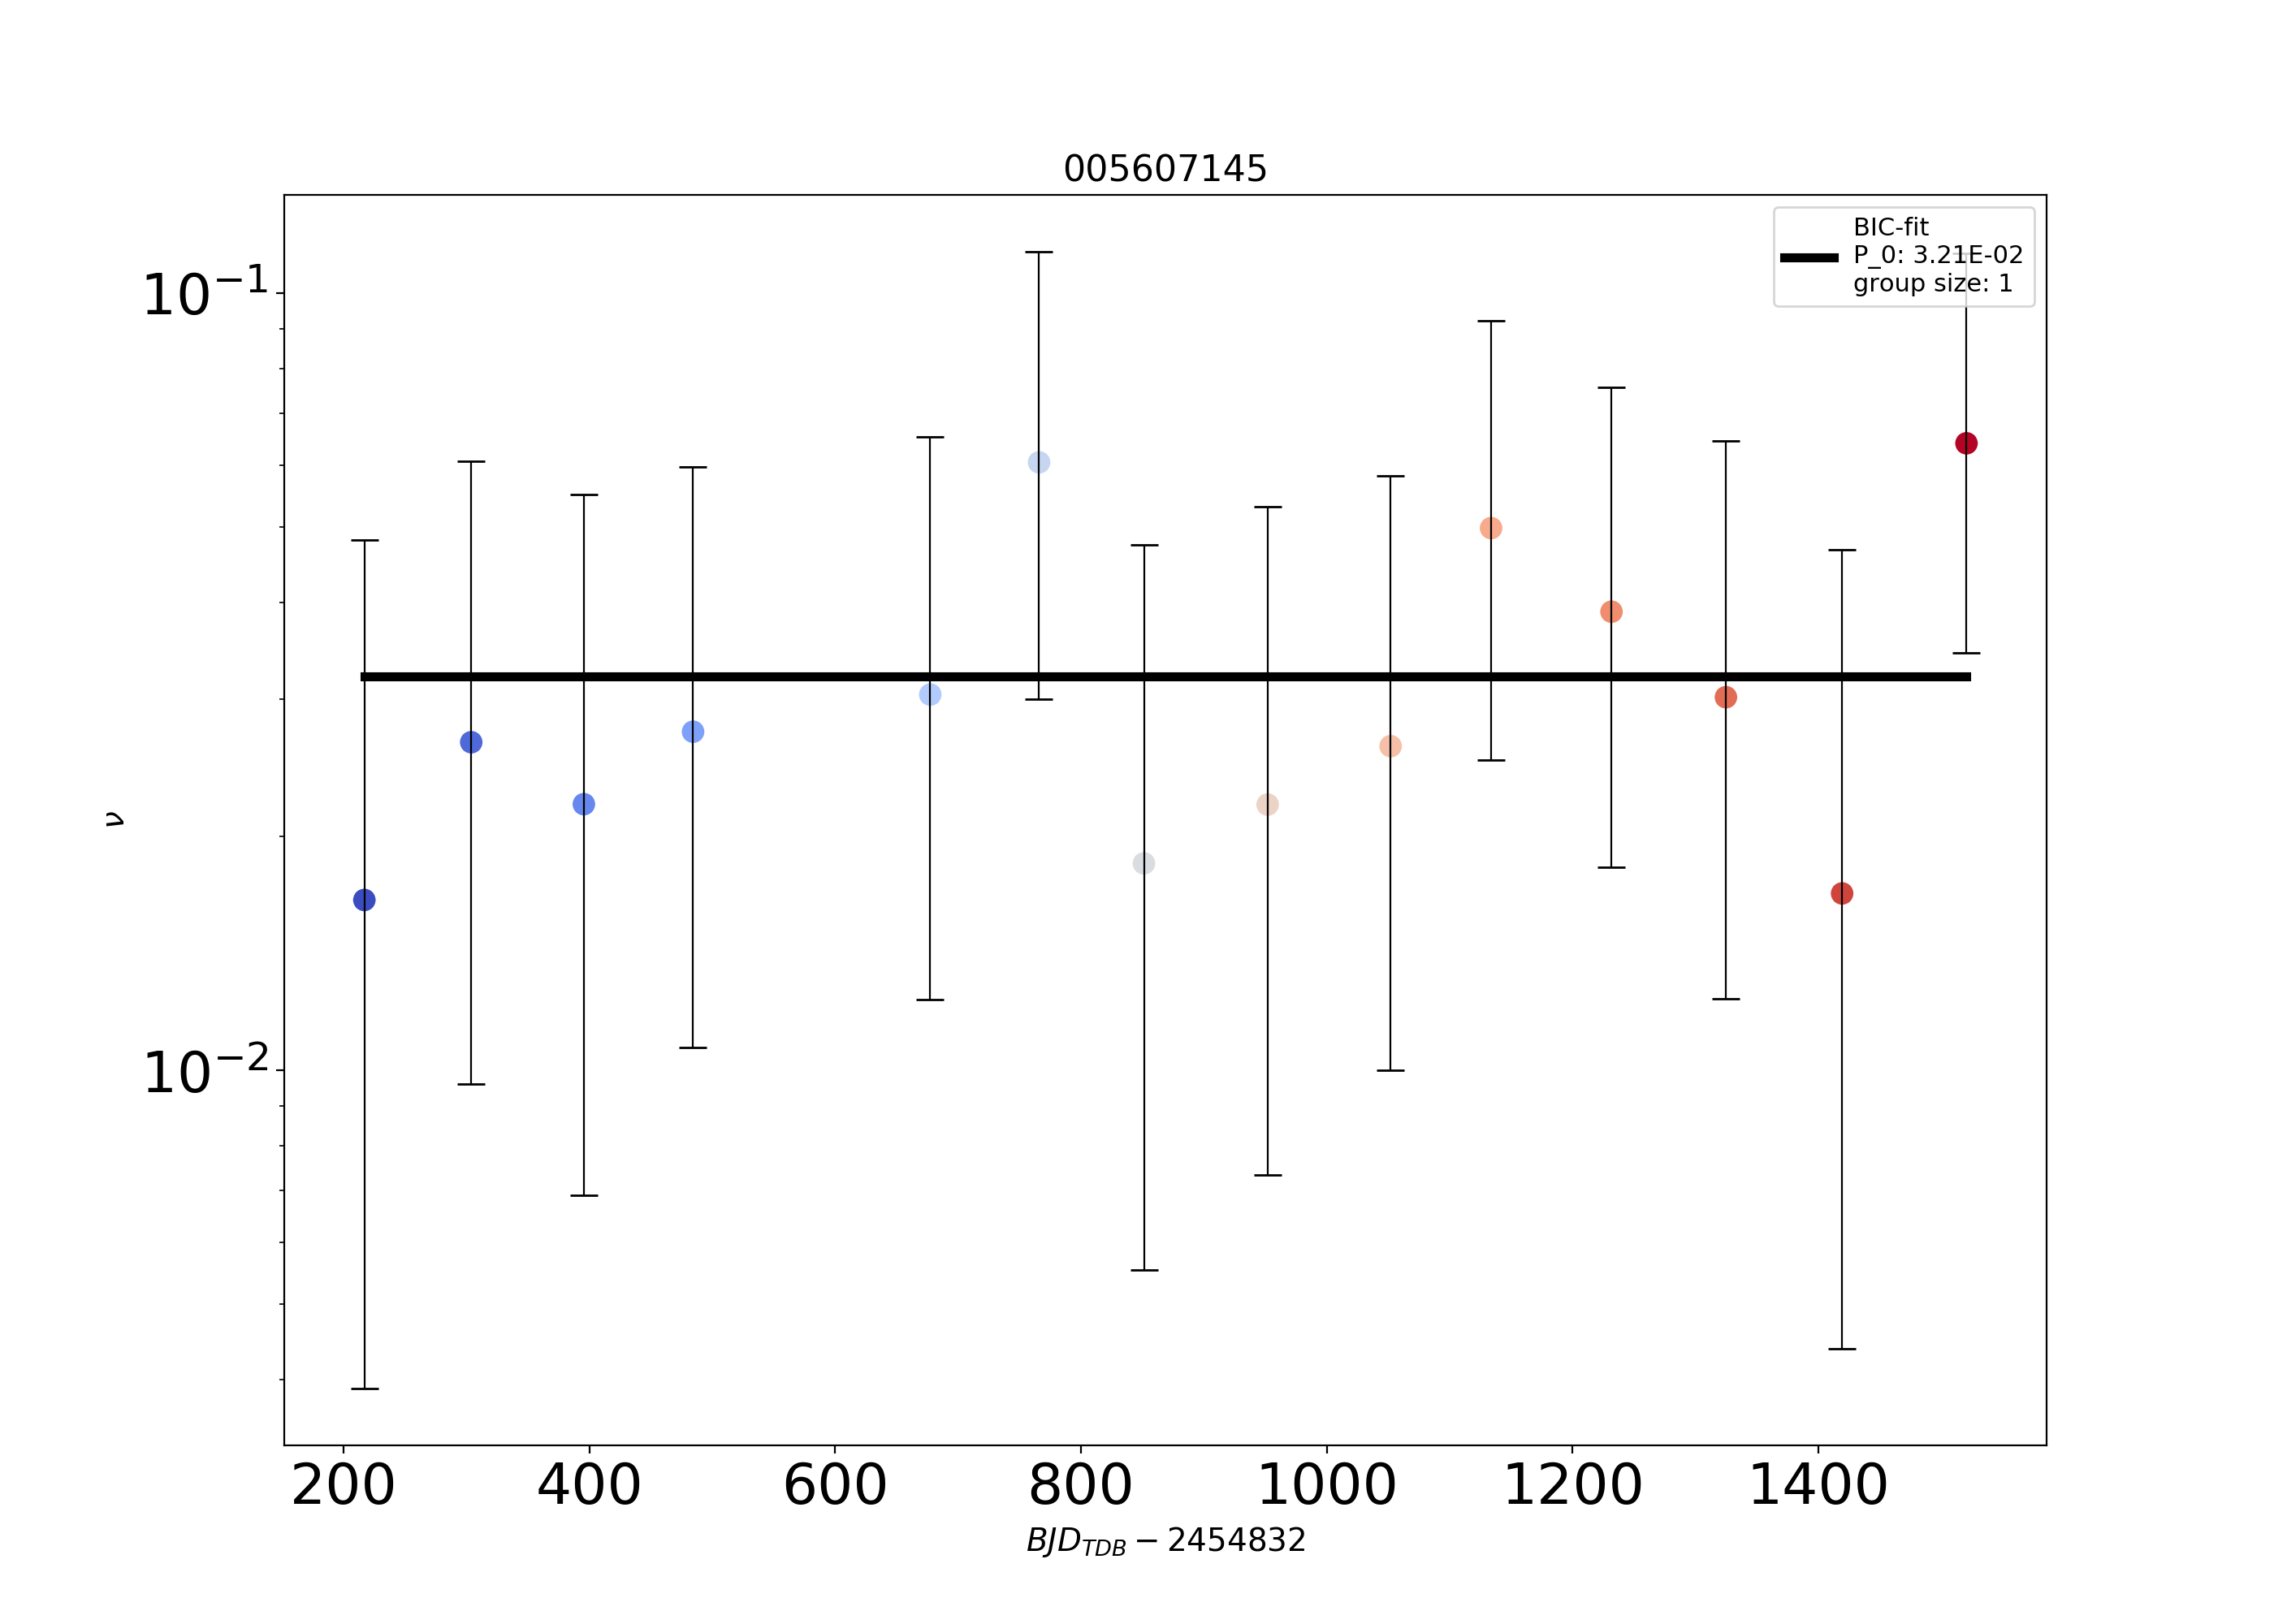 005607145
BIC-fit
P_0: 3.21E-02
group size: 1
10⁻¹
10⁻²
ν
200 400 600 800 1000 1200 1400
BJD_TDB − 2454832